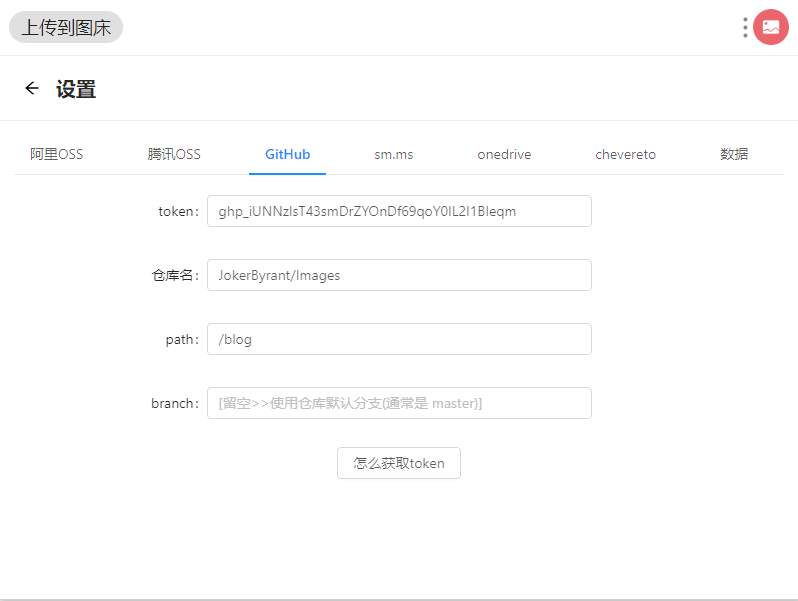 上传到图床
设置
阿里OSS 腾讯OSS GitHub sm.ms onedrive chevereto 数据
token:
仓库名: JokerByrant/Images
path: /blog
branch: [留空>>使用仓库默认分支(通常是 master)]
怎么获取token